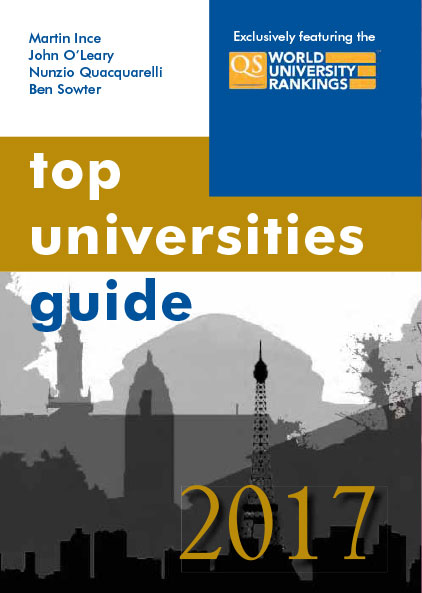 Martin Ince
John O'Leary
Nunzio Quacquarelli
Ben Sowter
Exclusively featuring the
QS
WORLD
UNIVERSITY
RANKINGS
top
universities
guide
2017